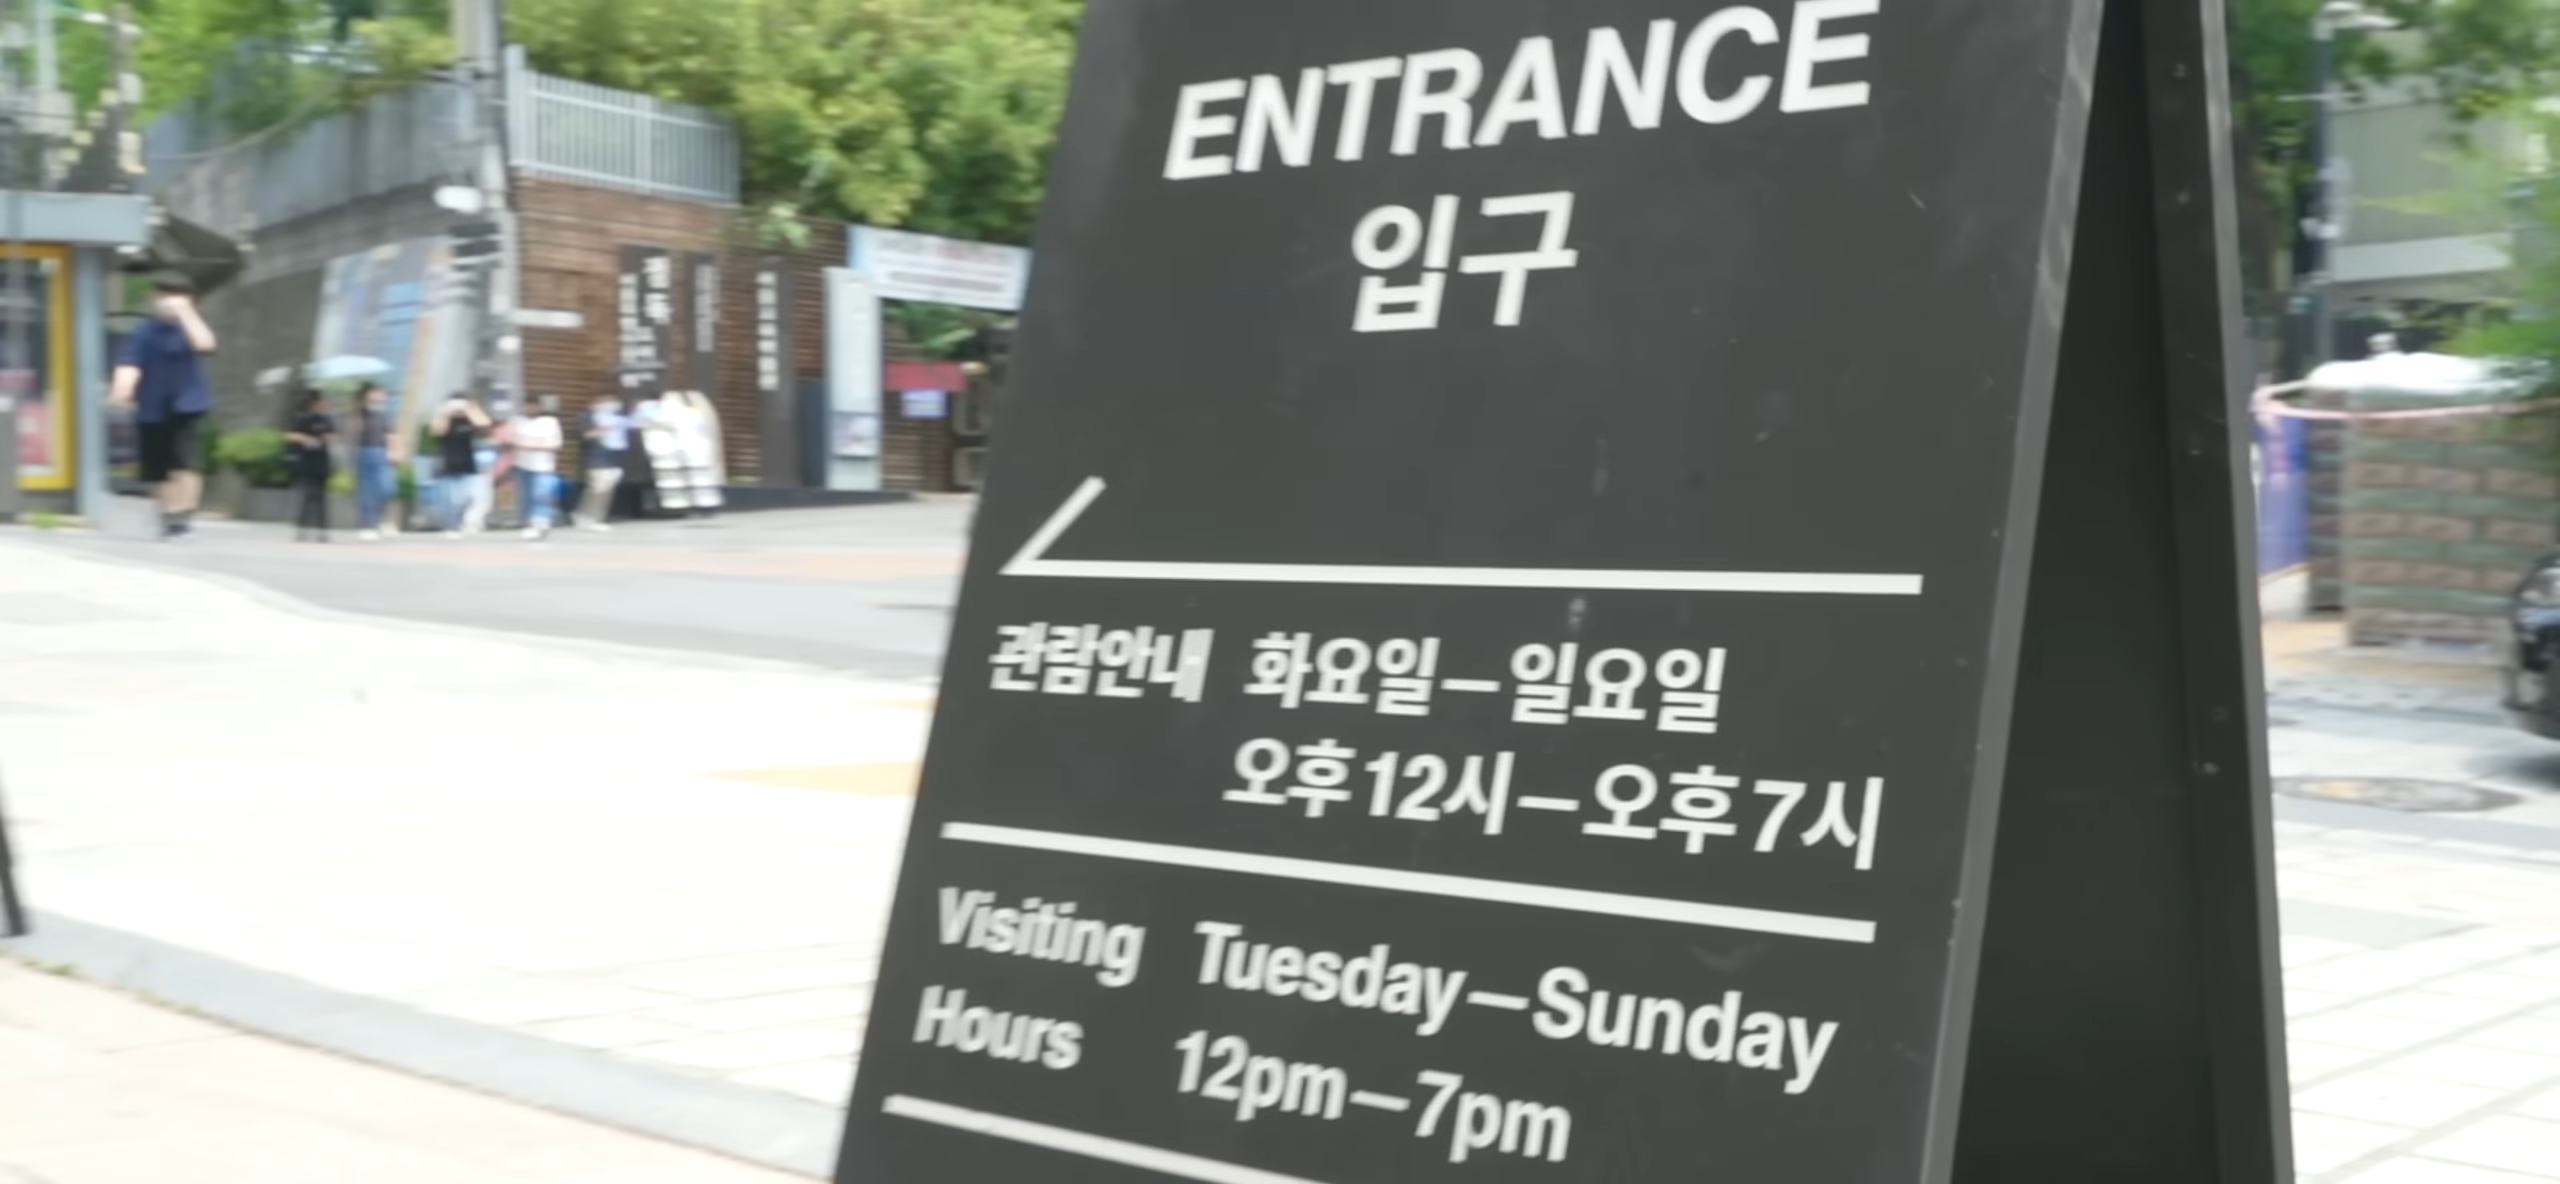 ENTRANCE
입구
관람안내 화요일–일요일
오후12시–오후7시
Visiting Tuesday–Sunday
Hours 12pm–7pm